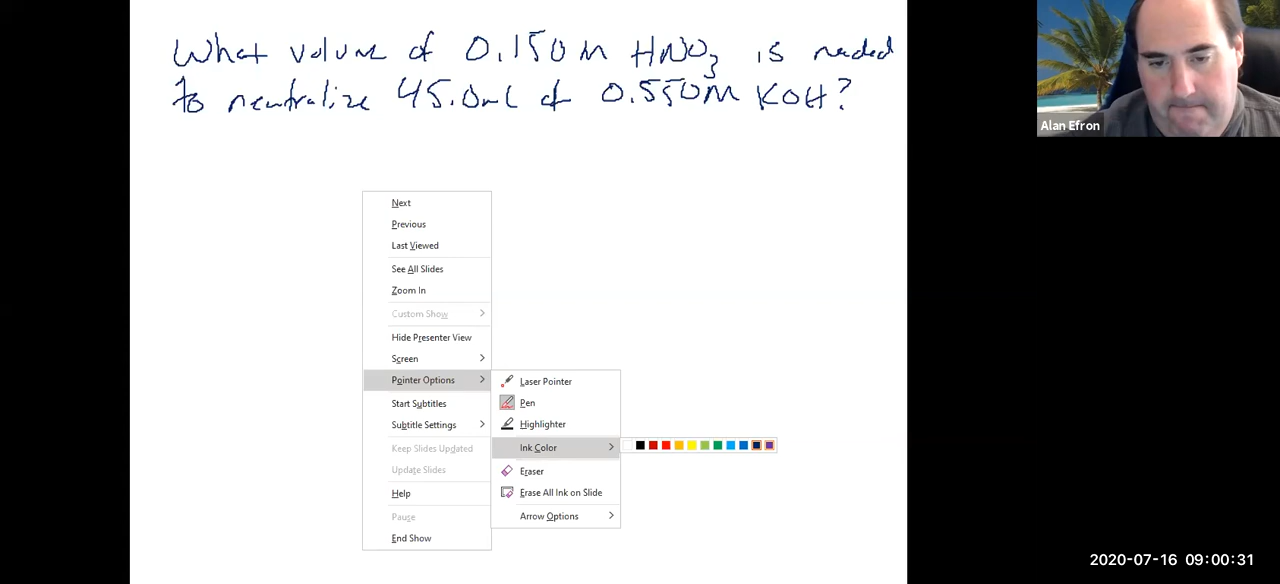 What volume of 0.150M HNO3 is needed
to neutralize 45.0mL of 0.550M KOH?
Alan Efron
Next
Previous
Last Viewed
See All Slides
Zoom In
Custom Show
Hide Presenter View
Screen
Pointer Options
Start Subtitles
Subtitle Settings
Keep Slides Updated
Update Slides
Help
Pause
End Show
Laser Pointer
Pen
Highlighter
Ink Color
Eraser
Erase All Ink on Slide
Arrow Options
2020-07-16 09:00:31